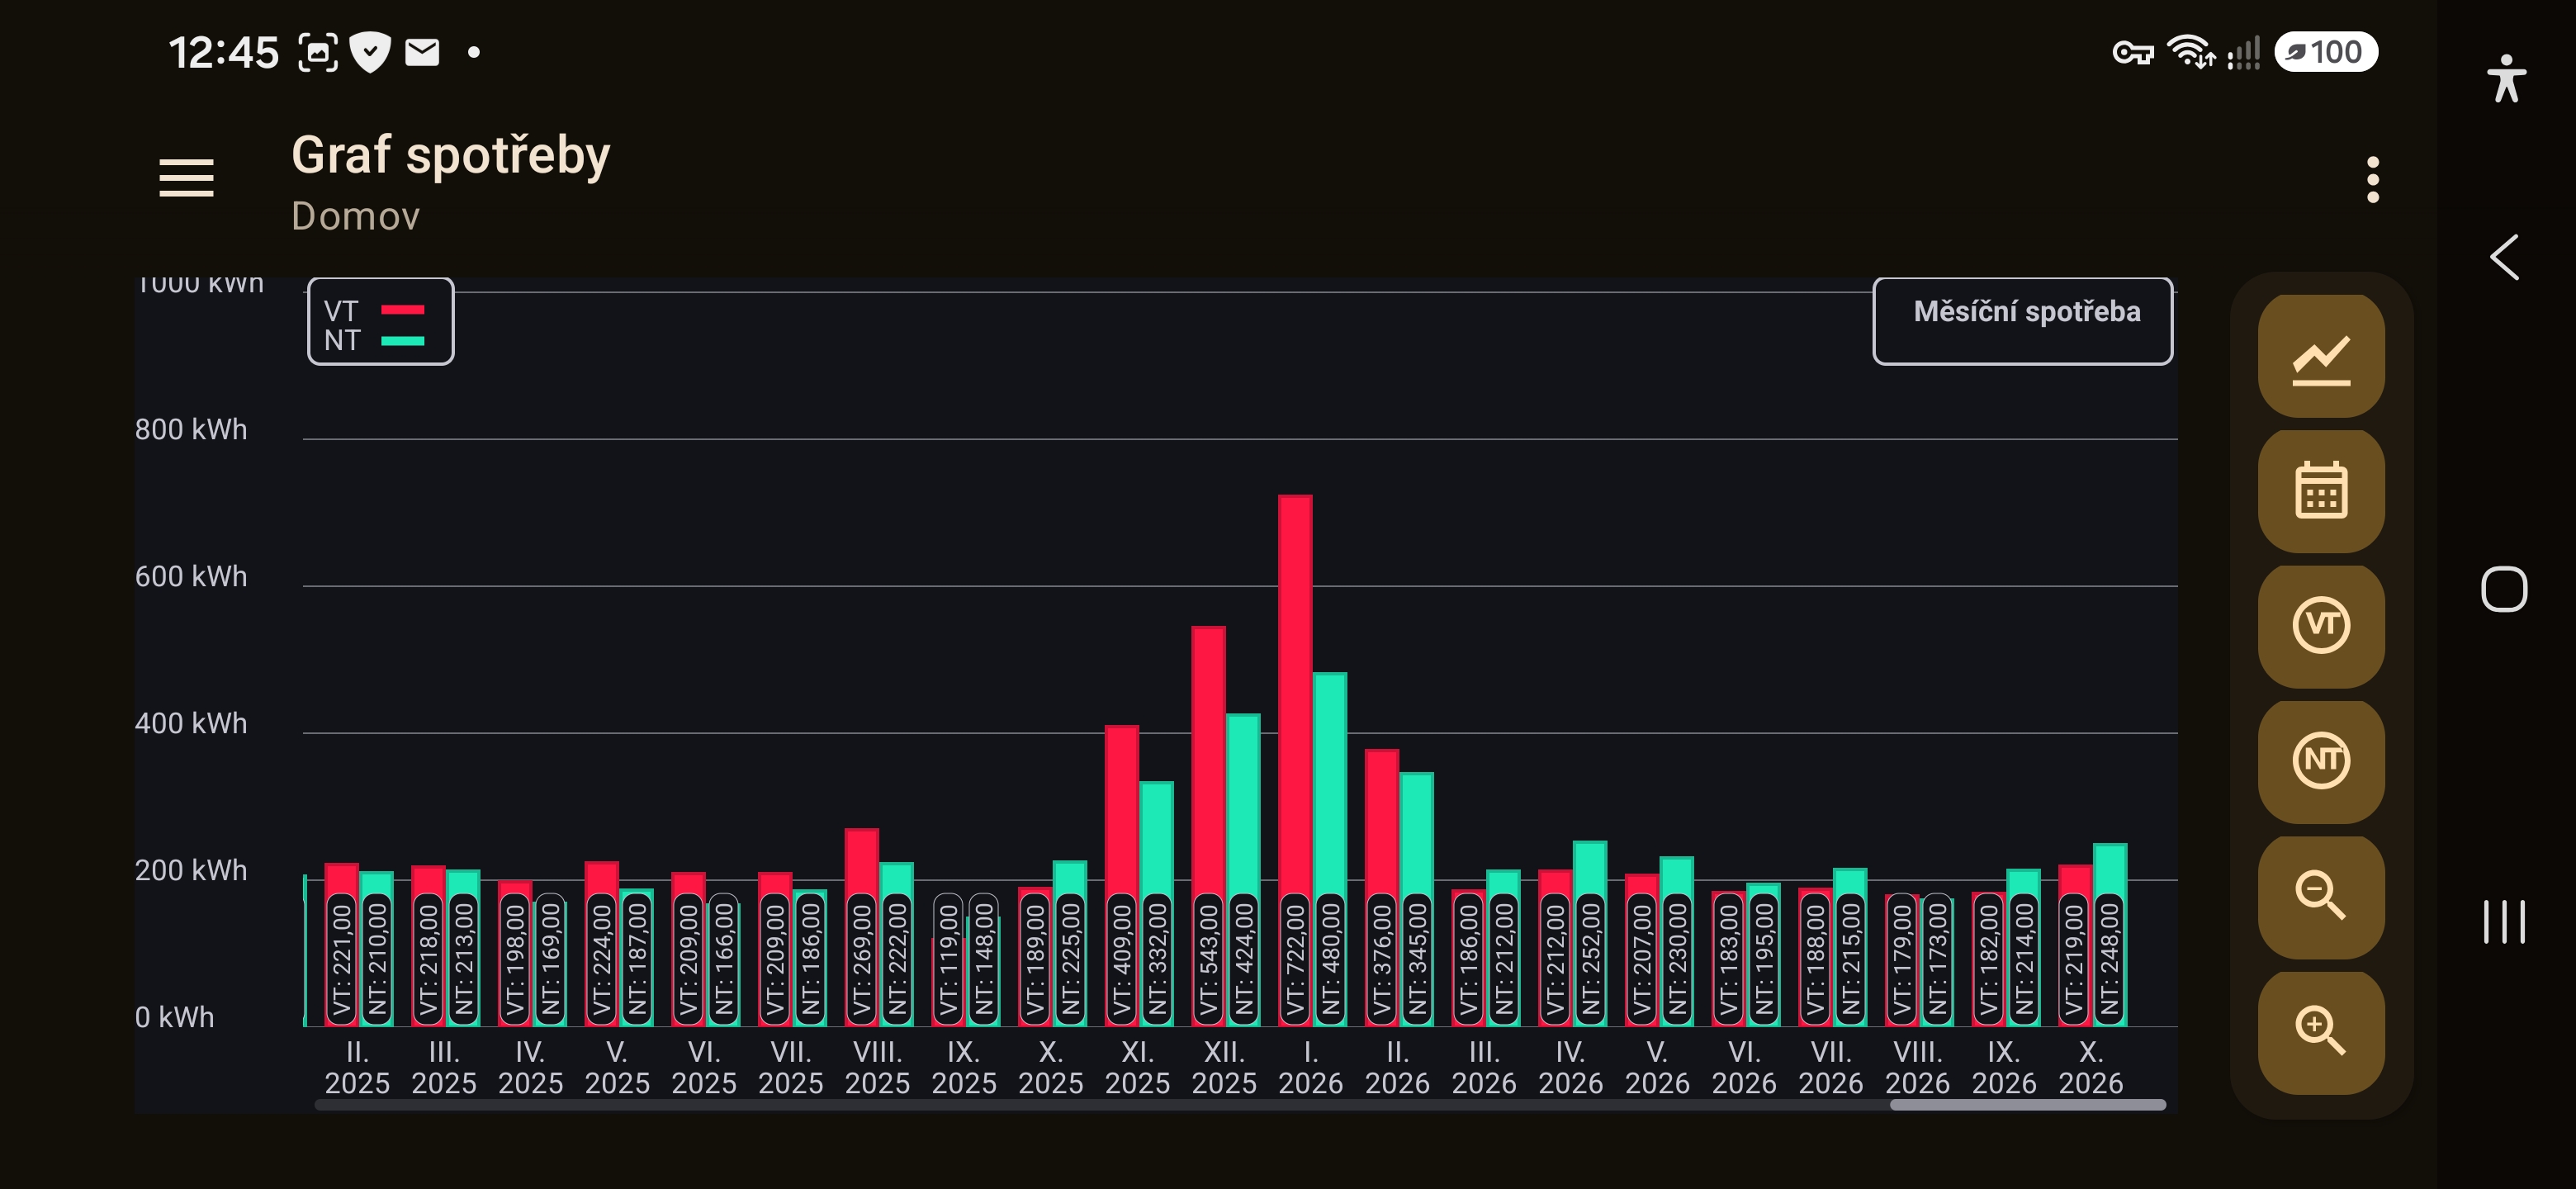 12:45
100
Graf spotřeby
Domov
1000 kWh
VT
NT
Měsíční spotřeba
800 kWh
600 kWh
400 kWh
200 kWh
0 kWh
VT: 221,00
NT: 210,00
VT: 218,00
NT: 213,00
VT: 198,00
NT: 169,00
VT: 224,00
NT: 187,00
VT: 209,00
NT: 166,00
VT: 209,00
NT: 186,00
VT: 269,00
NT: 222,00
VT: 119,00
NT: 148,00
VT: 189,00
NT: 225,00
VT: 409,00
NT: 332,00
VT: 543,00
NT: 424,00
VT: 722,00
NT: 480,00
VT: 376,00
NT: 345,00
VT: 186,00
NT: 212,00
VT: 212,00
NT: 252,00
VT: 207,00
NT: 230,00
VT: 183,00
NT: 195,00
VT: 188,00
NT: 215,00
VT: 179,00
NT: 173,00
VT: 182,00
NT: 214,00
VT: 219,00
NT: 248,00
II. III. IV. V. VI. VII. VIII. IX. X. XI. XII. I. II. III. IV. V. VI. VII. VIII. IX. X.
2025 2025 2025 2025 2025 2025 2025 2025 2025 2025 2025 2026 2026 2026 2026 2026 2026 2026 2026 2026 2026
VT
NT